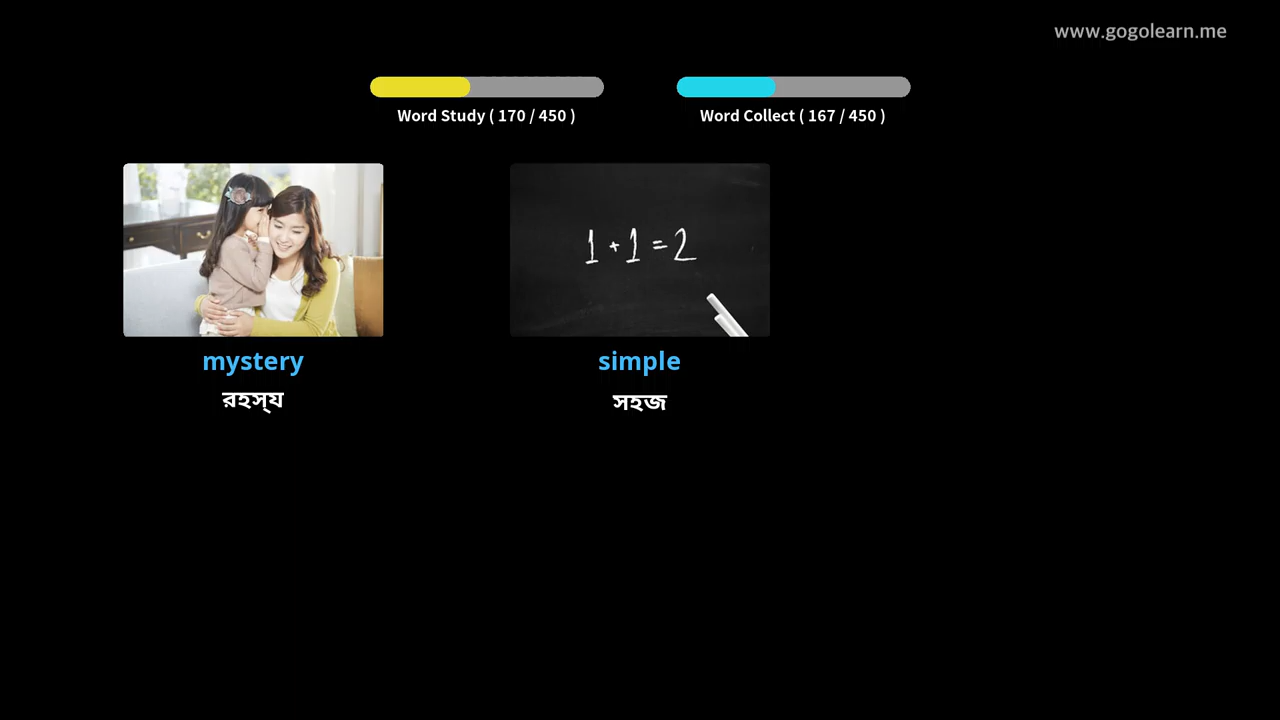 www.gogolearn.me
Word Study ( 170 / 450 )
Word Collect ( 167 / 450 )
1 + 1 = 2
mystery
simple
রহস্য
সহজ